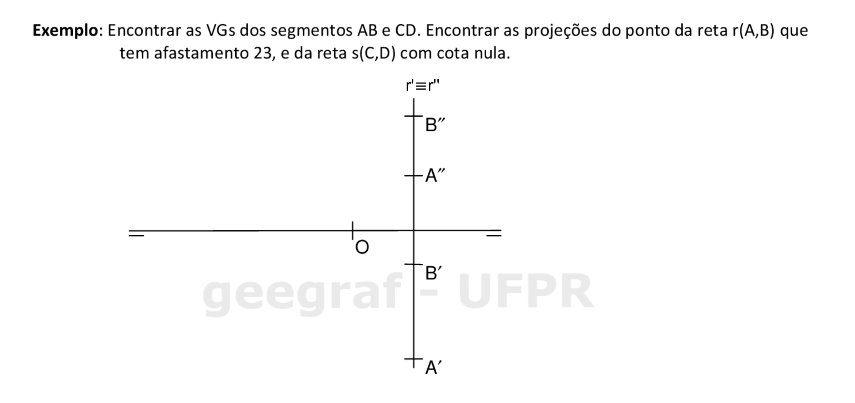 Exemplo: Encontrar as VGs dos segmentos AB e CD. Encontrar as projeções do ponto da reta r(A,B) que
tem afastamento 23, e da reta s(C,D) com cota nula.
r'≡r"
B″
A″
O
B′
geegraf - UFPR
A′